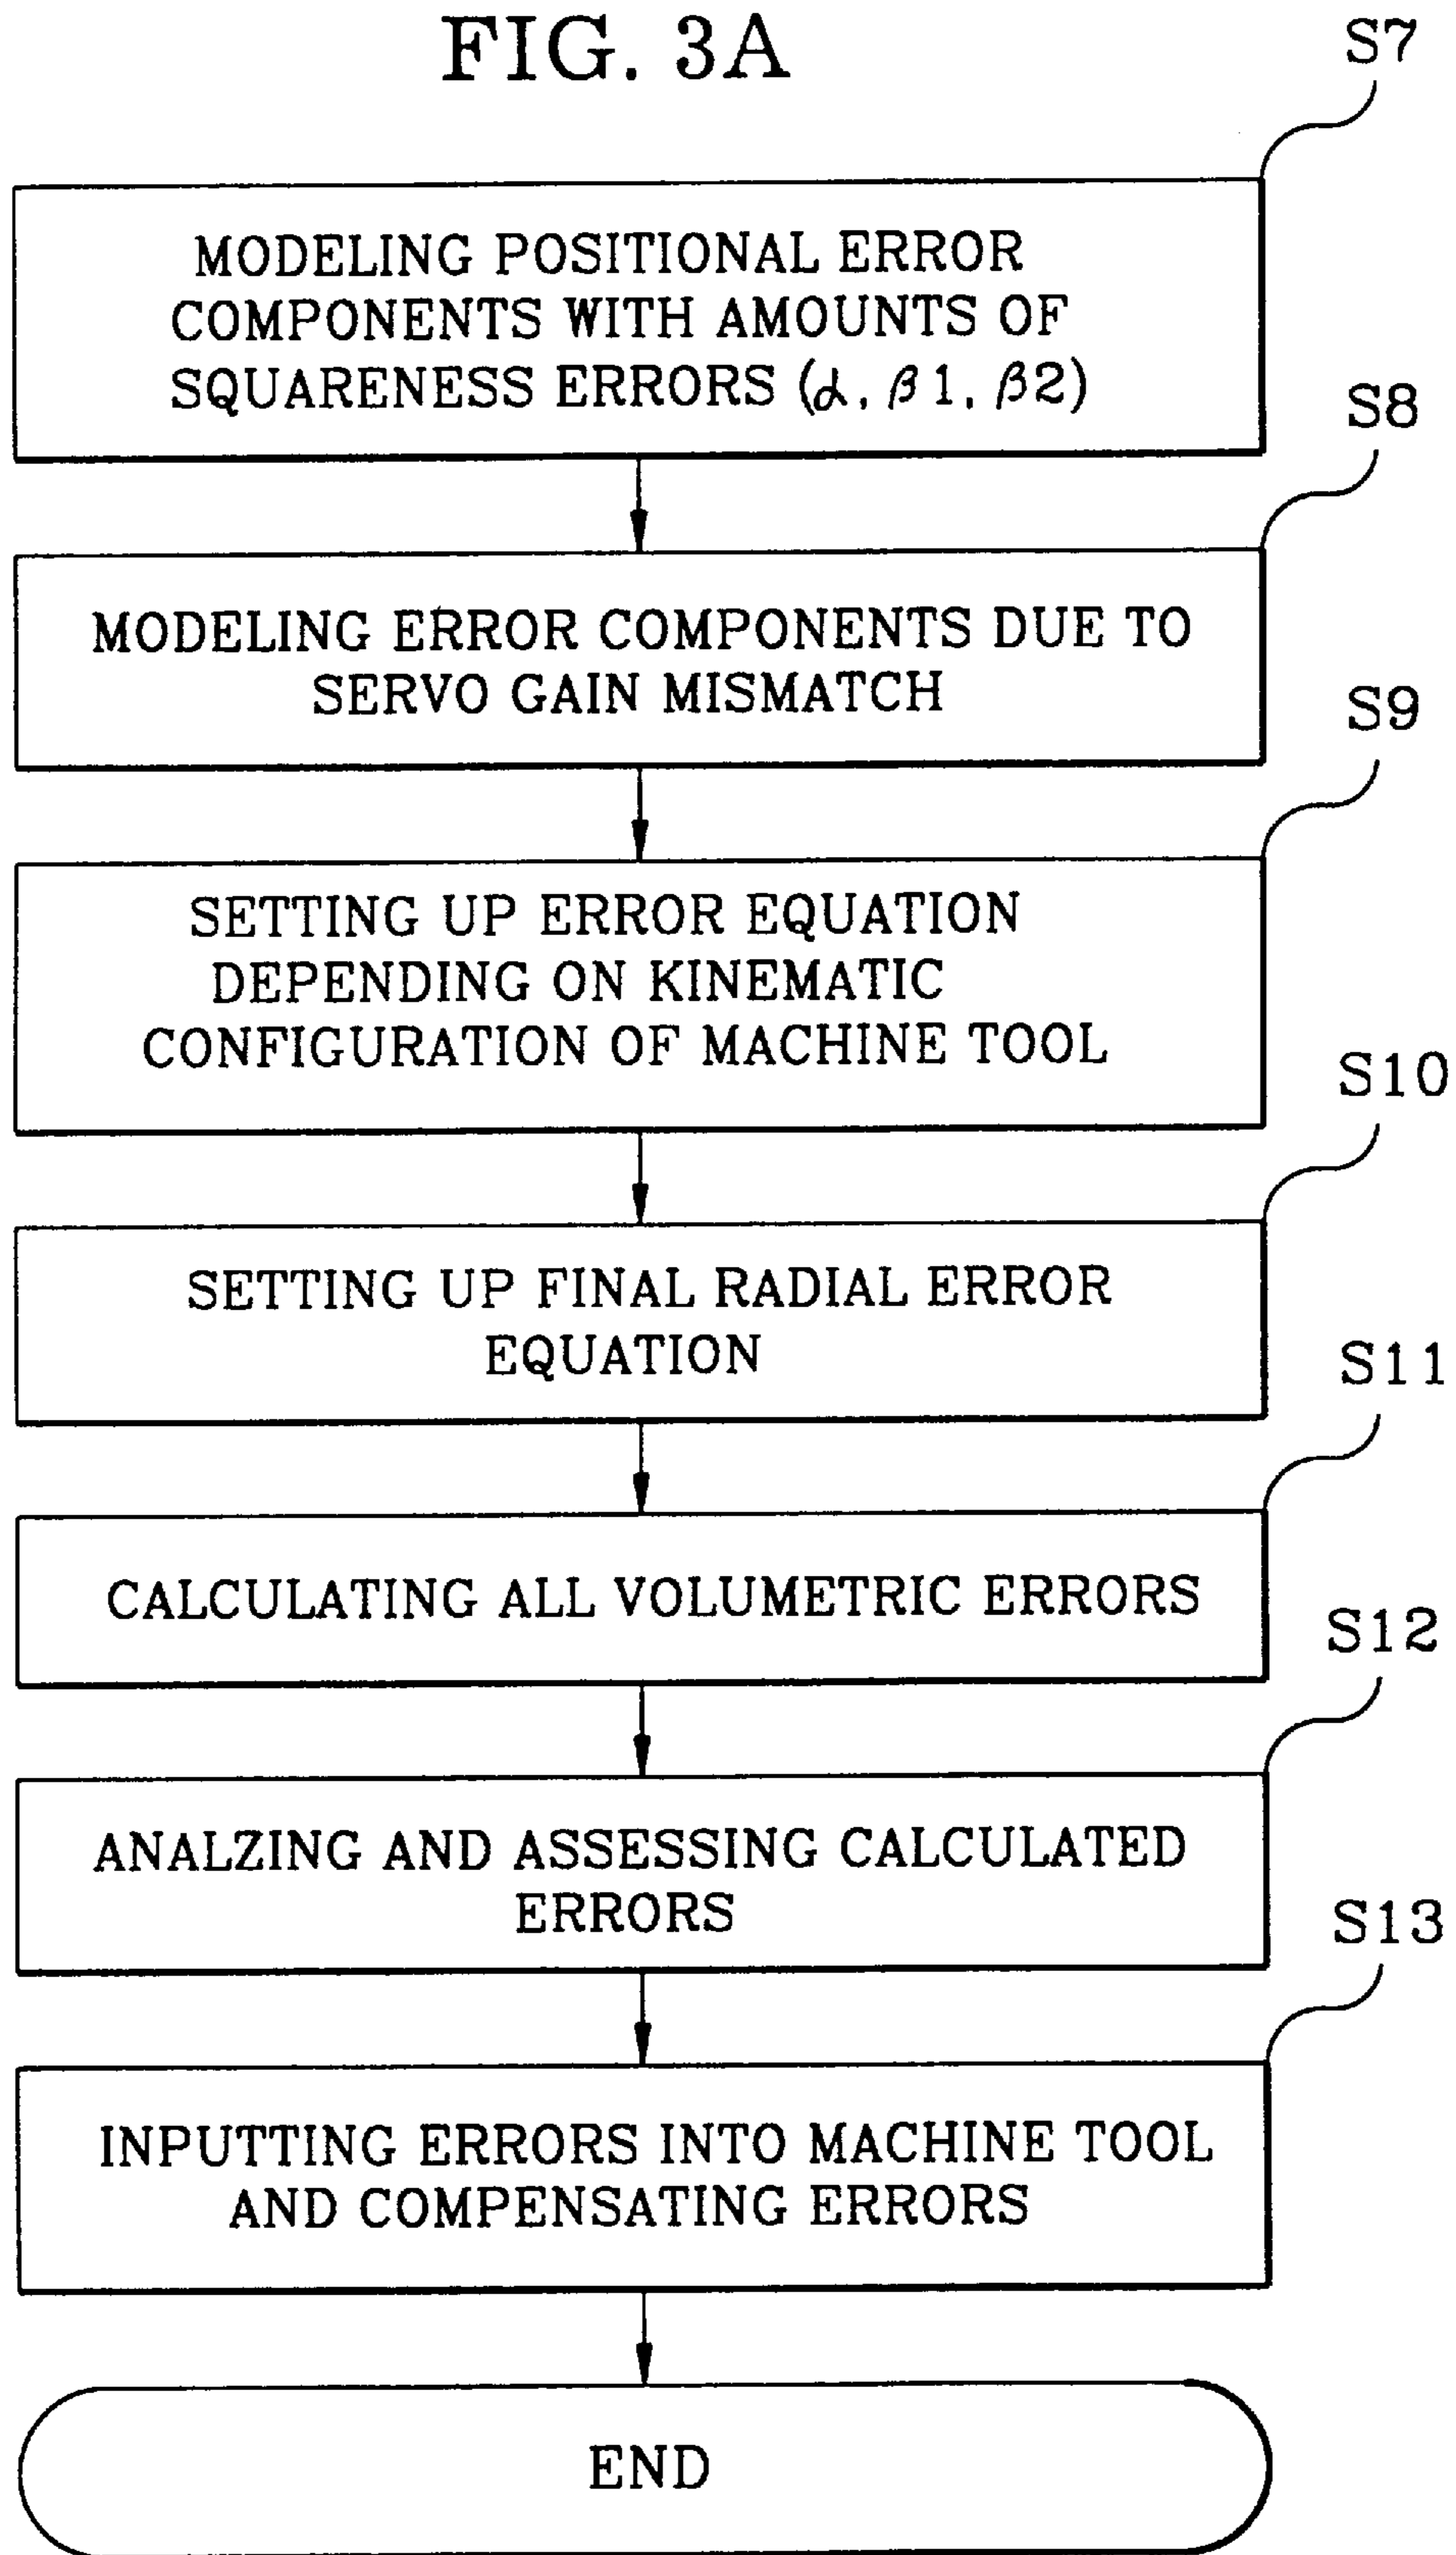 FIG. 3A
S7
MODELING POSITIONAL ERROR
COMPONENTS WITH AMOUNTS OF
SQUARENESS ERRORS (α, β1, β2)
S8
MODELING ERROR COMPONENTS DUE TO
SERVO GAIN MISMATCH
S9
SETTING UP ERROR EQUATION
DEPENDING ON KINEMATIC
CONFIGURATION OF MACHINE TOOL
S10
SETTING UP FINAL RADIAL ERROR
EQUATION
S11
CALCULATING ALL VOLUMETRIC ERRORS
S12
ANALZING AND ASSESSING CALCULATED
ERRORS
S13
INPUTTING ERRORS INTO MACHINE TOOL
AND COMPENSATING ERRORS
END